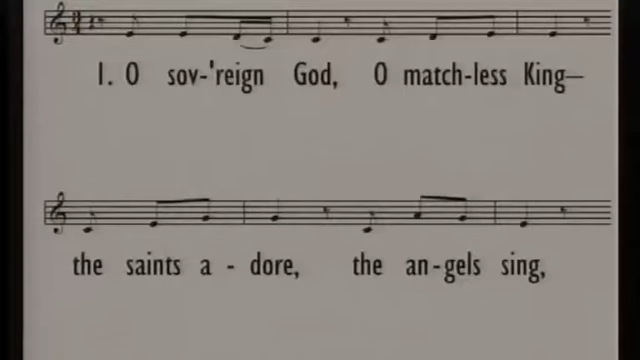 1. O sov-'reign God, O match-less King—
the saints a - dore, the an-gels sing,